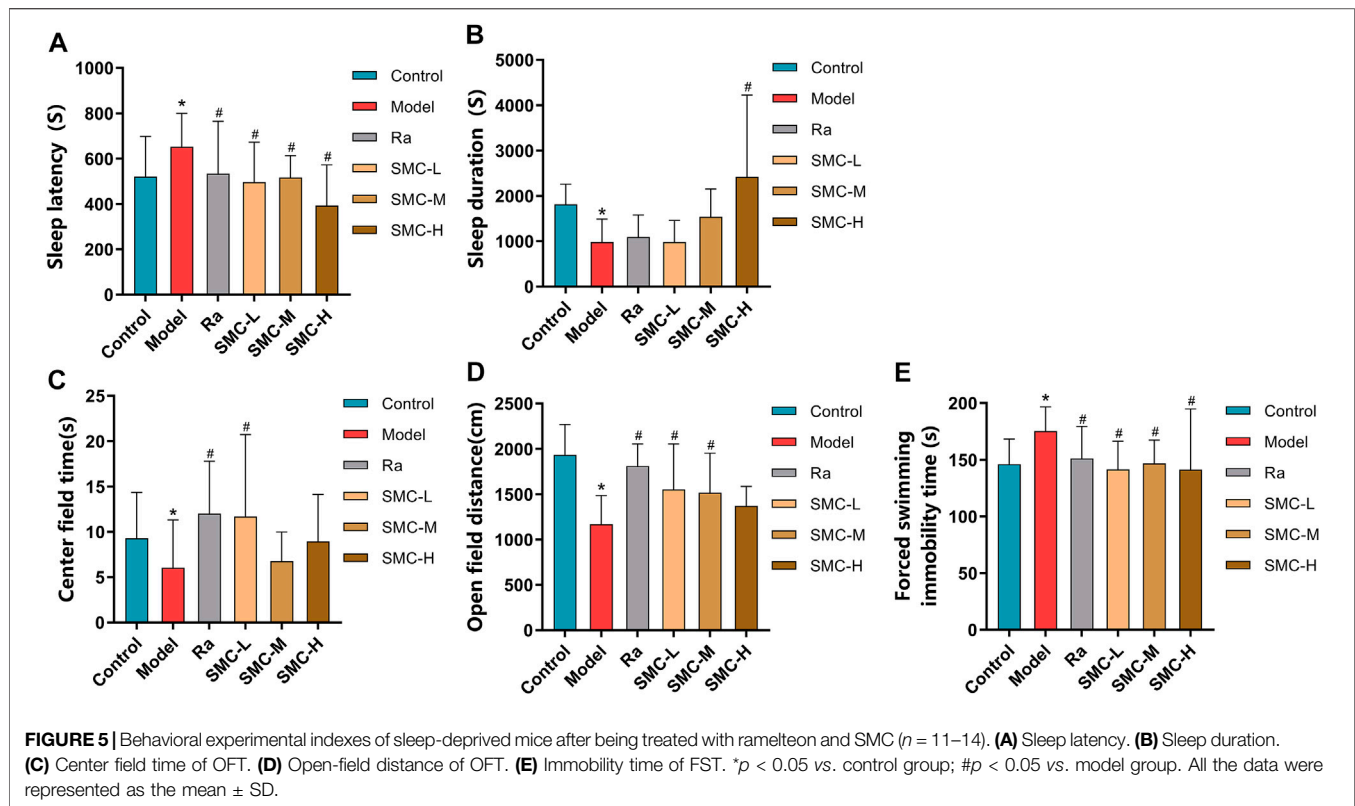 A
Sleep latency (S)
1000
800
600
400
200
0
*
#
#
#
#
Control
Model
Ra
SMC-L
SMC-M
SMC-H
Control
Model
Ra
SMC-L
SMC-M
SMC-H
B
Sleep duration (S)
5000
4000
3000
2000
1000
0
*
#
Control
Model
Ra
SMC-L
SMC-M
SMC-H
Control
Model
Ra
SMC-L
SMC-M
SMC-H
C
Center field time(s)
25
20
15
10
5
0
*
#
#
Control
Model
Ra
SMC-L
SMC-M
SMC-H
Control
Model
Ra
SMC-L
SMC-M
SMC-H
D
Open field distance(cm)
2500
2000
1500
1000
500
0
*
#
#
#
Control
Model
Ra
SMC-L
SMC-M
SMC-H
Control
Model
Ra
SMC-L
SMC-M
SMC-H
E
Forced swimming
immobility time (s)
200
150
100
50
0
*
#
#
#
#
Control
Model
Ra
SMC-L
SMC-M
SMC-H
Control
Model
Ra
SMC-L
SMC-M
SMC-H
FIGURE 5 | Behavioral experimental indexes of sleep-deprived mice after being treated with ramelteon and SMC (n = 11–14). (A) Sleep latency. (B) Sleep duration.
(C) Center field time of OFT. (D) Open-field distance of OFT. (E) Immobility time of FST. *p < 0.05 vs. control group; #p < 0.05 vs. model group. All the data were
represented as the mean ± SD.